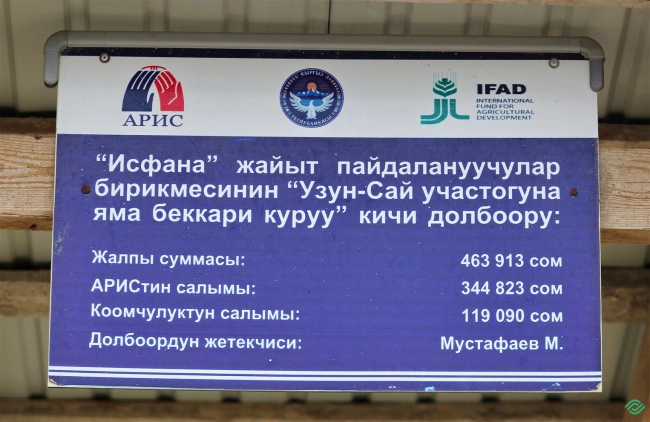 АРИС
IFAD
INTERNATIONAL
FUND FOR
AGRICULTURAL
DEVELOPMENT
“Исфана” жайыт пайдалануучулар
бирикмесинин “Узун-Сай участогуна
яма беккари куруу” кичи долбоору:
Жалпы суммасы: 463 913 сом
АРИСтин салымы: 344 823 сом
Коомчулуктун салымы: 119 090 сом
Долбоордун жетекчиси: Мустафаев М.